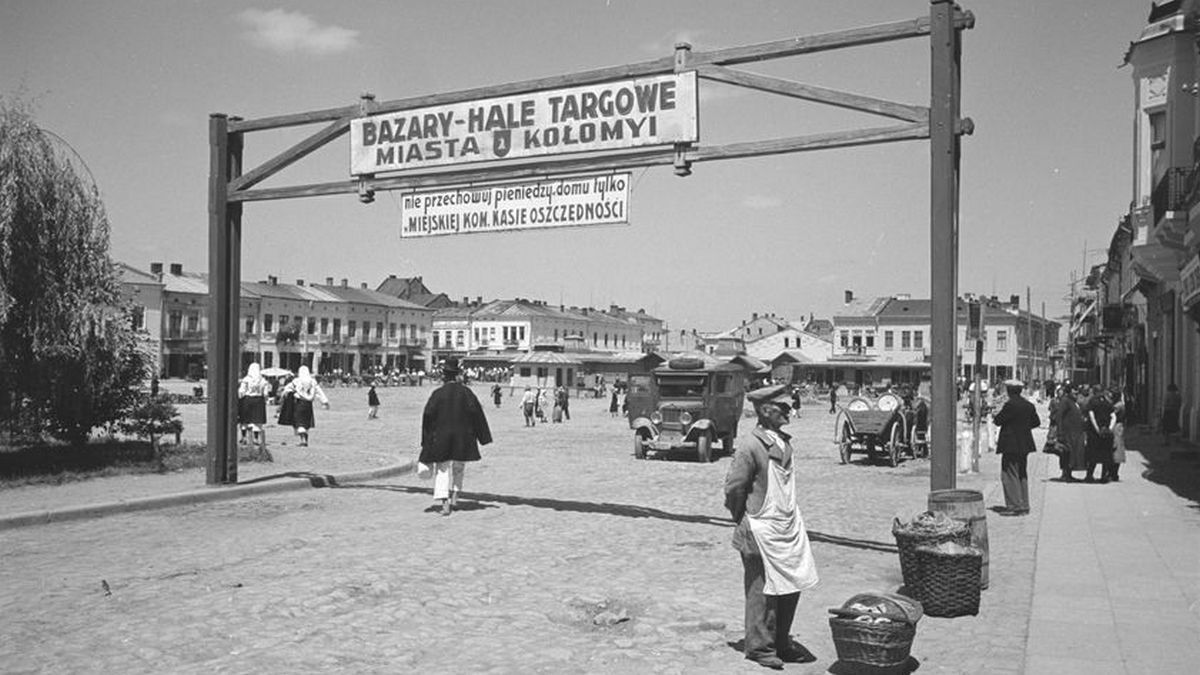 BAZARY-HALE TARGOWE
MIASTA KOŁOMYI
nie przechowuj pieniędzy w domu tylko
w MIEJSKIEJ KOM. KASIE OSZCZĘDNOŚCI